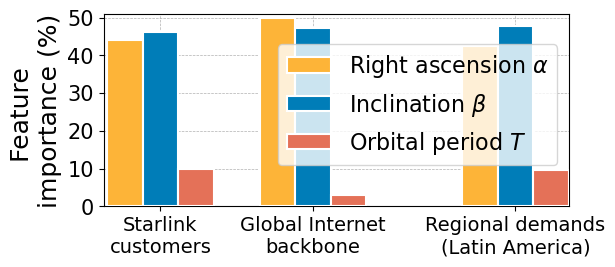 Feature
importance (%)
50
40
30
20
10
0
Right ascension α
Inclination β
Orbital period T
Starlink
customers
Global Internet
backbone
Regional demands
(Latin America)